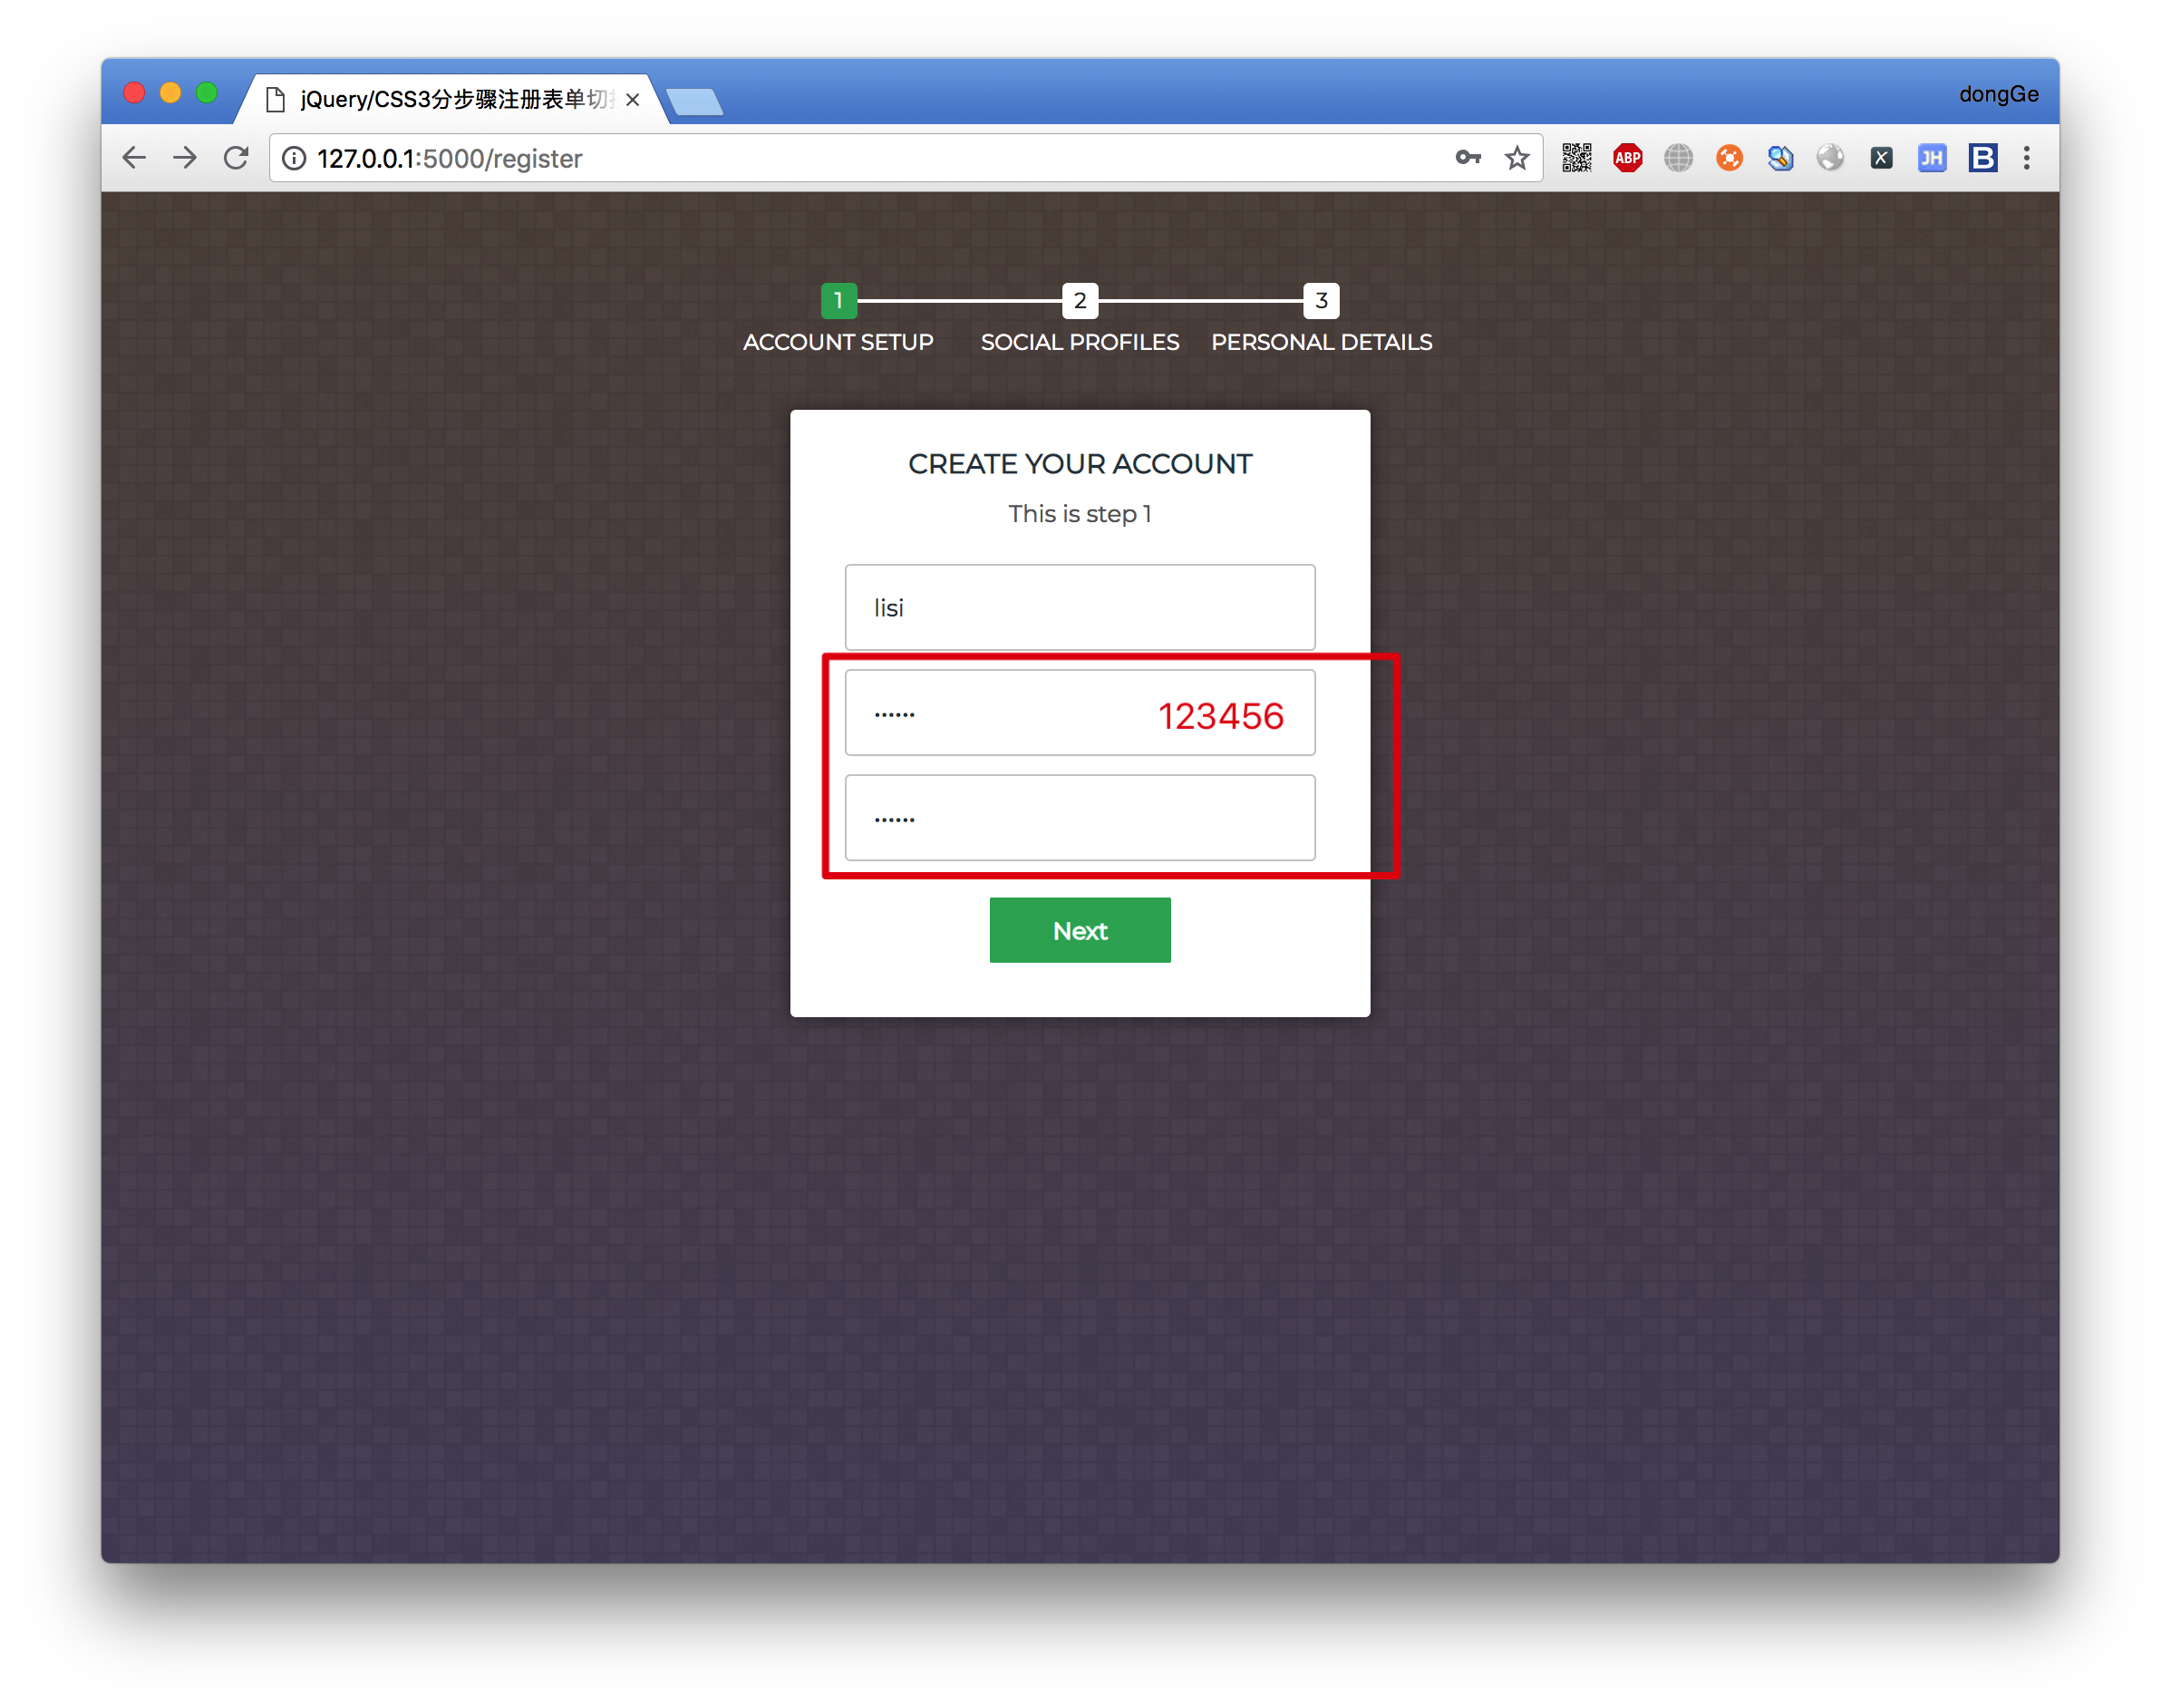 jQuery/CSS3分步骤注册表单切
dongGe
127.0.0.1:5000/register
ABP
JH
B
1 2 3
ACCOUNT SETUP SOCIAL PROFILES PERSONAL DETAILS
CREATE YOUR ACCOUNT
This is step 1
lisi
•••••• 123456
••••••
Next